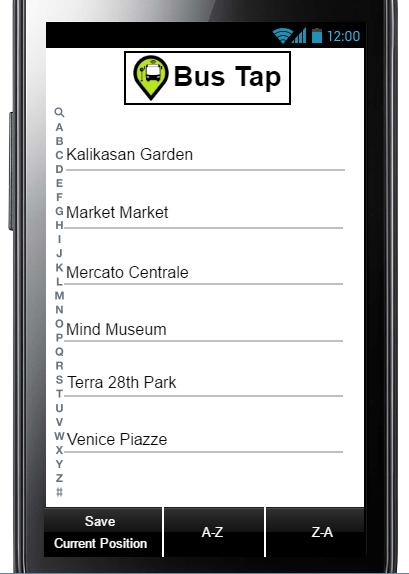 12:00
Bus Tap
A
B
C
D
E
F
G
H
I
J
K
L
M
N
O
P
Q
R
S
T
U
V
W
X
Y
Z
#
Kalikasan Garden
Market Market
Mercato Centrale
Mind Museum
Terra 28th Park
Venice Piazze
Save
Current Position
A-Z
Z-A